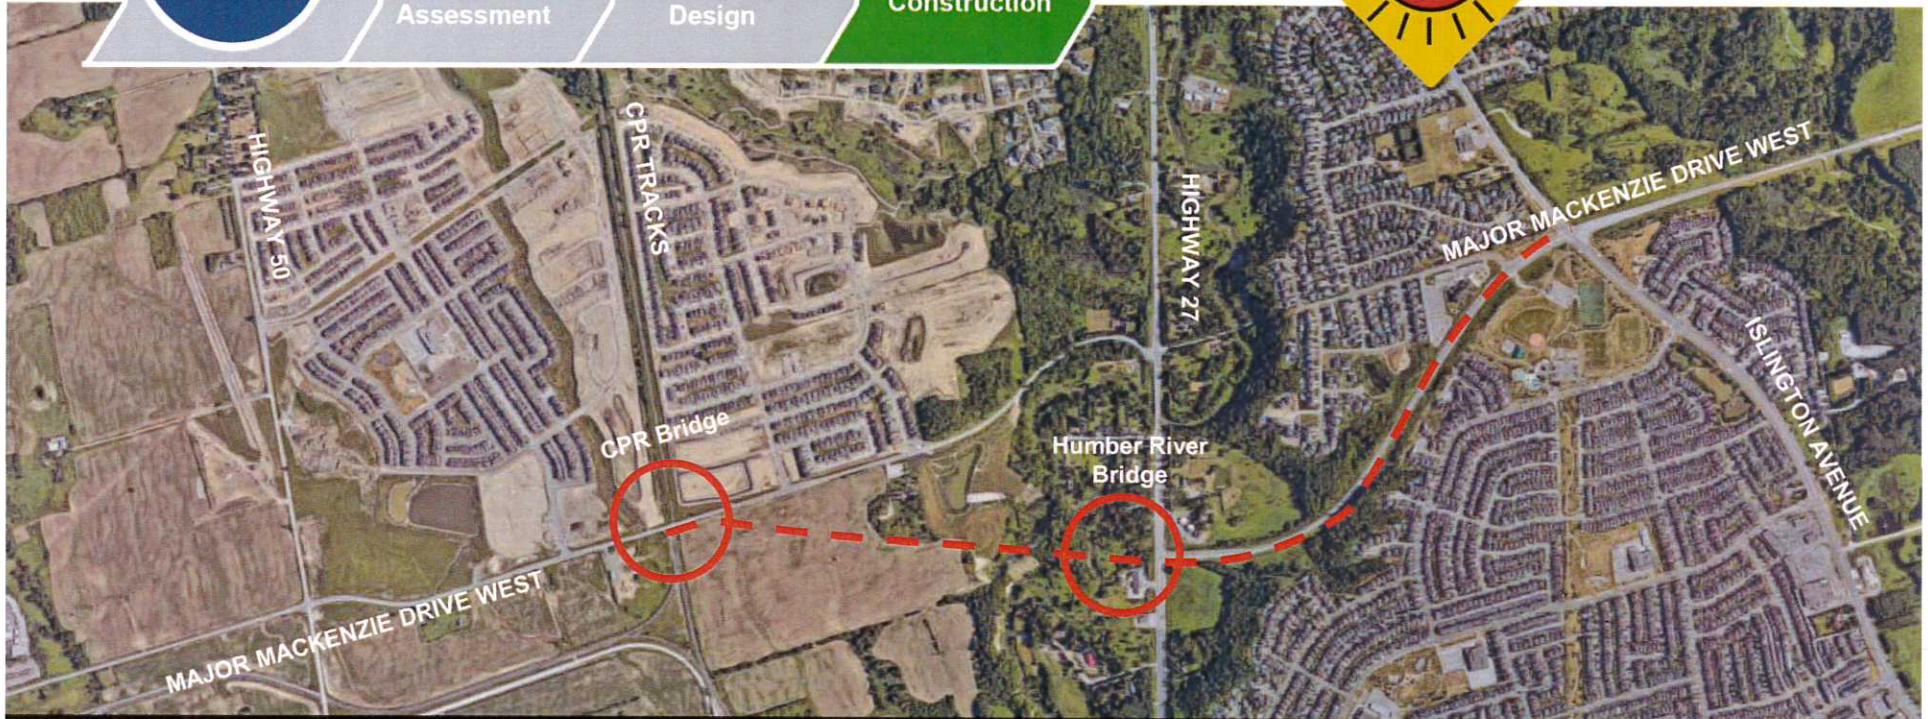 Assessment
Design
Construction
HIGHWAY 50
CPR TRACKS
HIGHWAY 27
MAJOR MACKENZIE DRIVE WEST
ISLINGTON AVENUE
CPR Bridge
Humber River
Bridge
MAJOR MACKENZIE DRIVE WEST